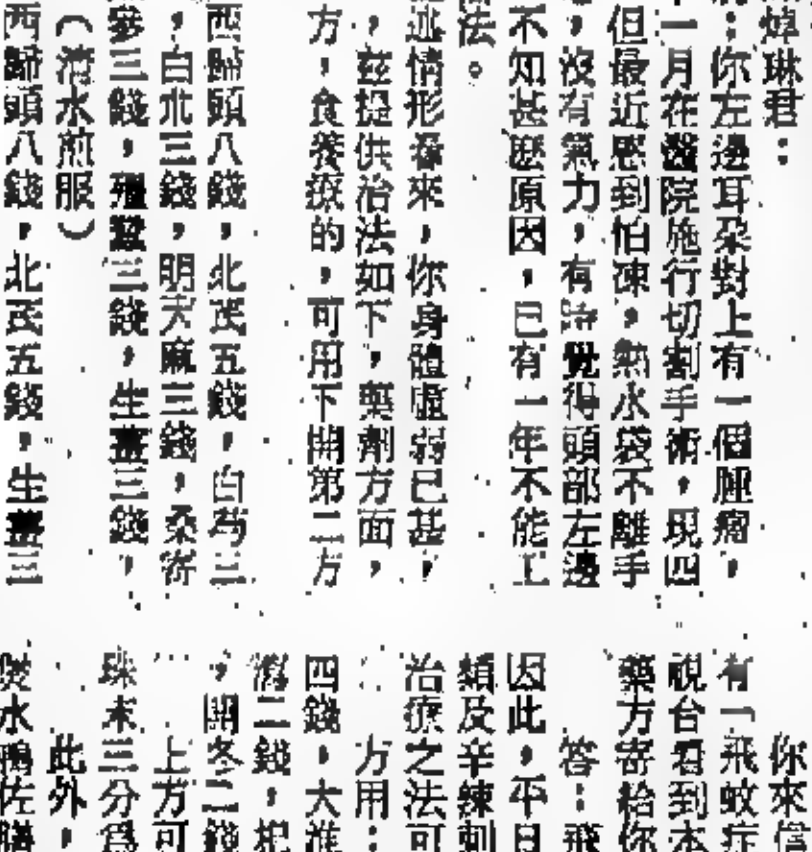 焯琳君：
：你左邊耳朶對上有一個腫瘤，
一月在醫院施行切割手術，現四
但最近感到怕凍，熱水袋不離手
，沒有氣力，有時覺得頭部左邊
不知甚麽原因，已有一年不能工
法。
述情形看來，你身體虛弱已甚，
，茲提供治法如下，藥劑方面，
方，食養療的，可用下開第二方
西歸頭八錢，北芪五錢，白芍三
，白朮三錢，明天麻三錢，桑寄
三錢，殭蠶三錢，生薑三錢，
（清水煎服）
西歸頭八錢，北芪五錢，生薑三
你來信
有一飛蚊症
視台看到本
藥方寄給你
答：飛
因此，平日
類及辛辣刺
治療之法可
方用：
四錢，大進
二錢，杞
，開冬二錢
上方可
珠末三分爲
此外，
煲水鴨佐膳